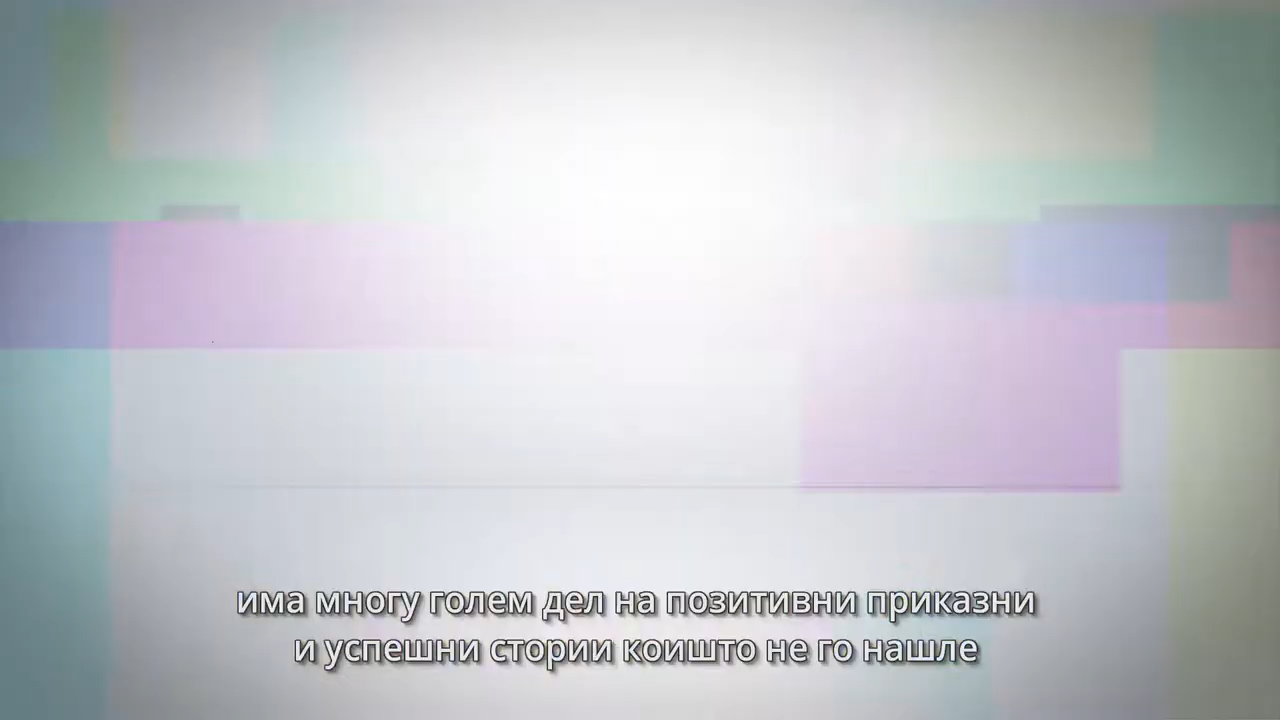 има многу голем дел на позитивни приказни
и успешни стории коишто не го нашле